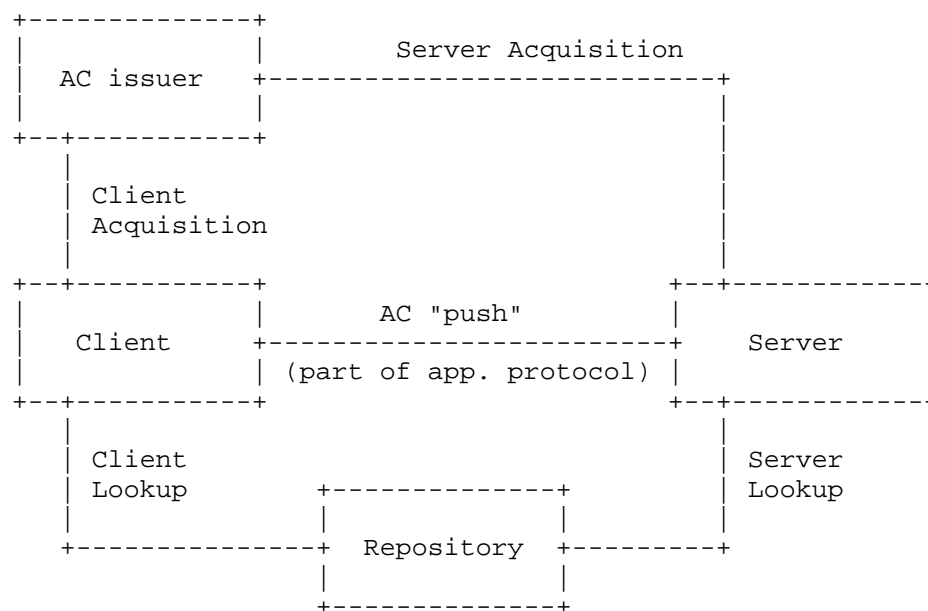 Server Acquisition
AC issuer
Client
Acquisition
AC "push"
Client
Server
(part of app. protocol)
Client
Lookup
Server
Lookup
Repository